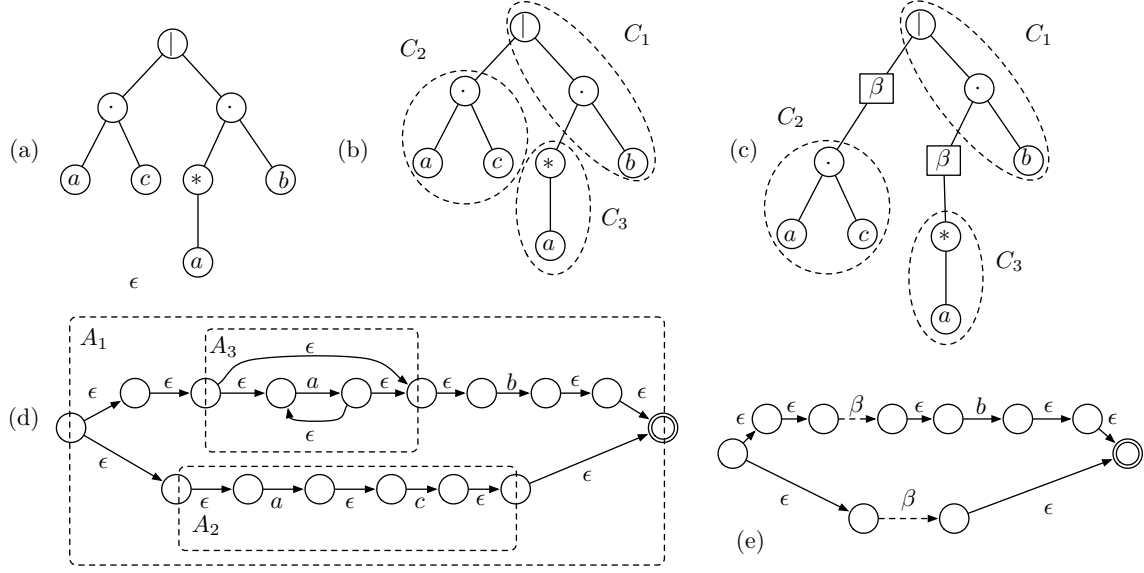 (a)
|
· ·
a c * b
a
ϵ
(b)
C₂ | C₁
· ·
a c * b
a C₃
(c)
| C₁
β ·
C₂ · β b
a c * C₃
a
(d)
A₁ A₃ ϵ
ϵ ϵ ϵ a ϵ ϵ b ϵ ϵ
ϵ
ϵ ϵ a ϵ c ϵ ϵ
A₂
ϵ ϵ β ϵ b ϵ ϵ
ϵ β ϵ
(e)